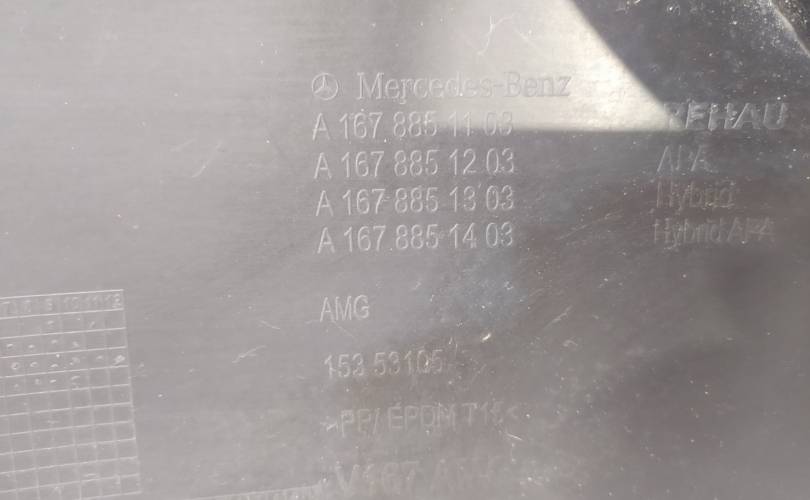 Mercedes-Benz
A 167 885 11 03 REHAU
A 167 885 12 03 APA
A 167 885 13 03 Hybrid
A 167 885 14 03 Hybrid APA
AMG
153 53105
>PP/EPDM T15<
V167